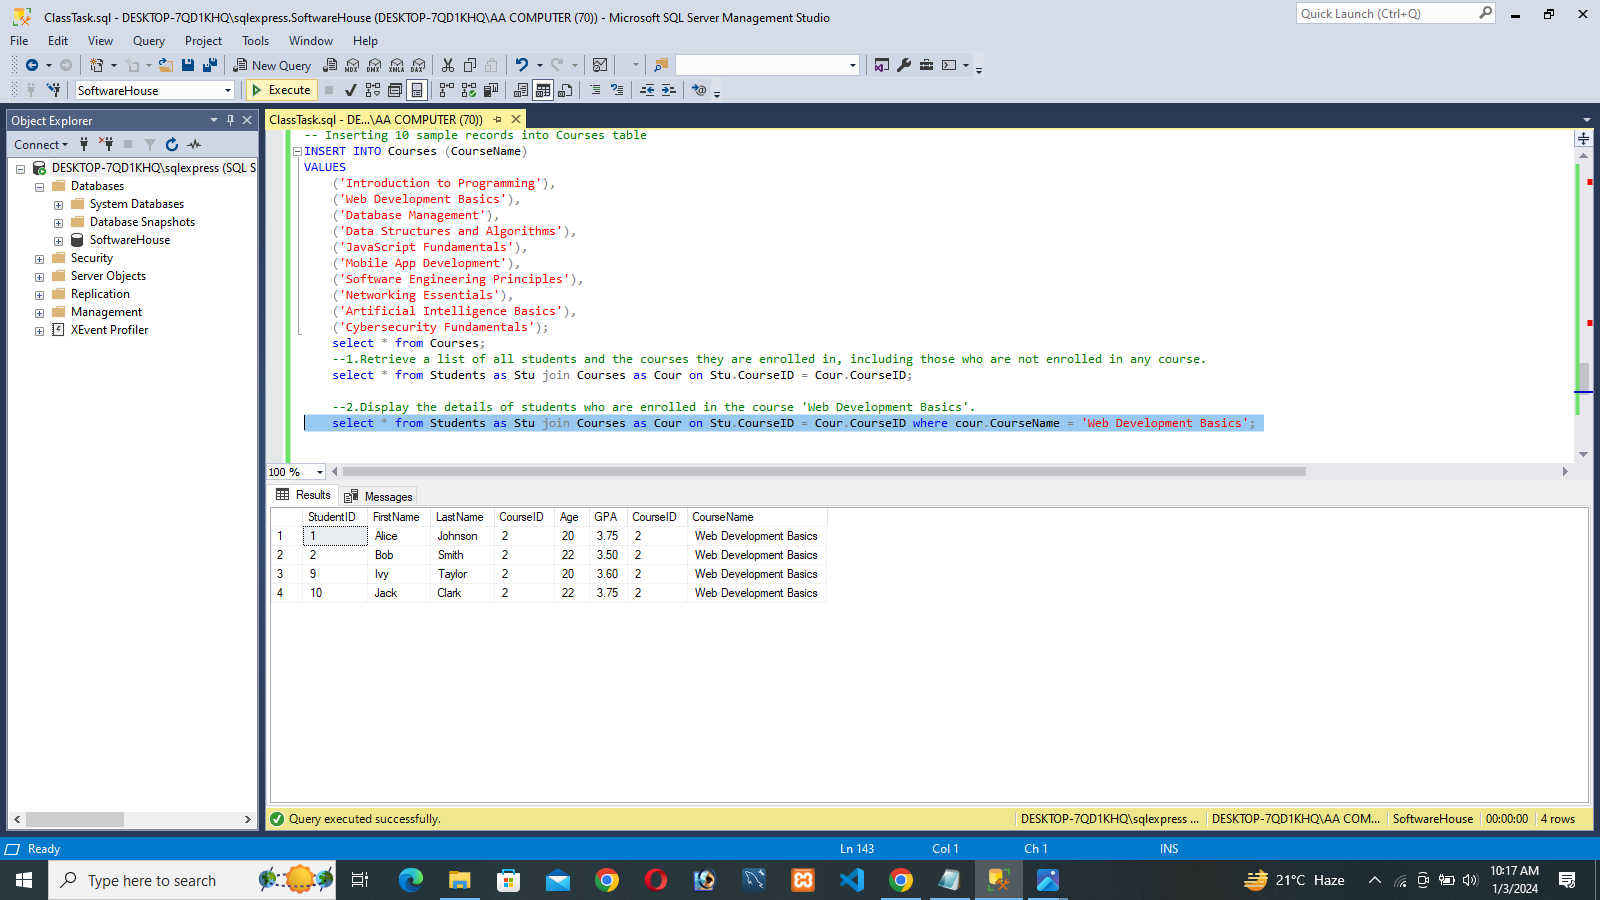 ClassTask.sql - DESKTOP-7QD1KHQ\sqlexpress.SoftwareHouse (DESKTOP-7QD1KHQ\AA COMPUTER (70)) - Microsoft SQL Server Management Studio
Quick Launch (Ctrl+Q)
File Edit View Query Project Tools Window Help
New Query MDX DMX XMLA DAX
SoftwareHouse Execute
Object Explorer
ClassTask.sql - DE...\AA COMPUTER (70))
Connect
DESKTOP-7QD1KHQ\sqlexpress (SQL S
Databases
System Databases
Database Snapshots
SoftwareHouse
Security
Server Objects
Replication
Management
XEvent Profiler
-- Inserting 10 sample records into Courses table
INSERT INTO Courses (CourseName)
VALUES
('Introduction to Programming'),
('Web Development Basics'),
('Database Management'),
('Data Structures and Algorithms'),
('JavaScript Fundamentals'),
('Mobile App Development'),
('Software Engineering Principles'),
('Networking Essentials'),
('Artificial Intelligence Basics'),
('Cybersecurity Fundamentals');
select * from Courses;
--1.Retrieve a list of all students and the courses they are enrolled in, including those who are not enrolled in any course.
select * from Students as Stu join Courses as Cour on Stu.CourseID = Cour.CourseID;
--2.Display the details of students who are enrolled in the course 'Web Development Basics'.
select * from Students as Stu join Courses as Cour on Stu.CourseID = Cour.CourseID where cour.CourseName = 'Web Development Basics';
100 %
Results Messages
StudentID FirstName LastName CourseID Age GPA CourseID CourseName
1 1 Alice Johnson 2 20 3.75 2 Web Development Basics
2 2 Bob Smith 2 22 3.50 2 Web Development Basics
3 9 Ivy Taylor 2 20 3.60 2 Web Development Basics
4 10 Jack Clark 2 22 3.75 2 Web Development Basics
Query executed successfully.
DESKTOP-7QD1KHQ\sqlexpress ... DESKTOP-7QD1KHQ\AA COM... SoftwareHouse 00:00:00 4 rows
Ready Ln 143 Col 1 Ch 1 INS
Type here to search
21°C Haze
10:17 AM
1/3/2024